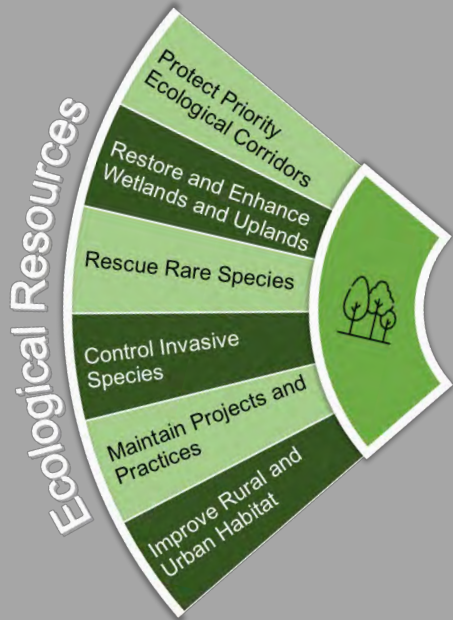 Ecological Resources
Protect Priority
Ecological Corridors
Restore and Enhance
Wetlands and Uplands
Rescue Rare Species
Control Invasive
Species
Maintain Projects and
Practices
Improve Rural and
Urban Habitat